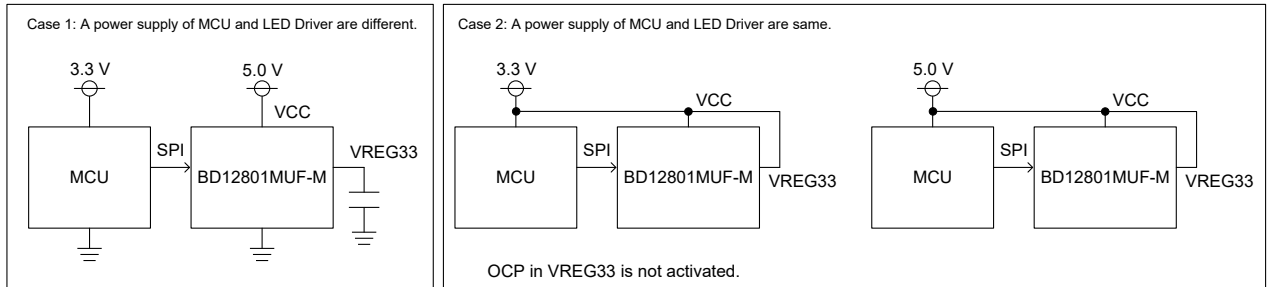 Case 1: A power supply of MCU and LED Driver are different.
3.3 V
5.0 V
VCC
MCU
SPI
BD12801MUF-M
VREG33
Case 2: A power supply of MCU and LED Driver are same.
3.3 V
VCC
MCU
SPI
BD12801MUF-M
VREG33
5.0 V
VCC
MCU
SPI
BD12801MUF-M
VREG33
OCP in VREG33 is not activated.